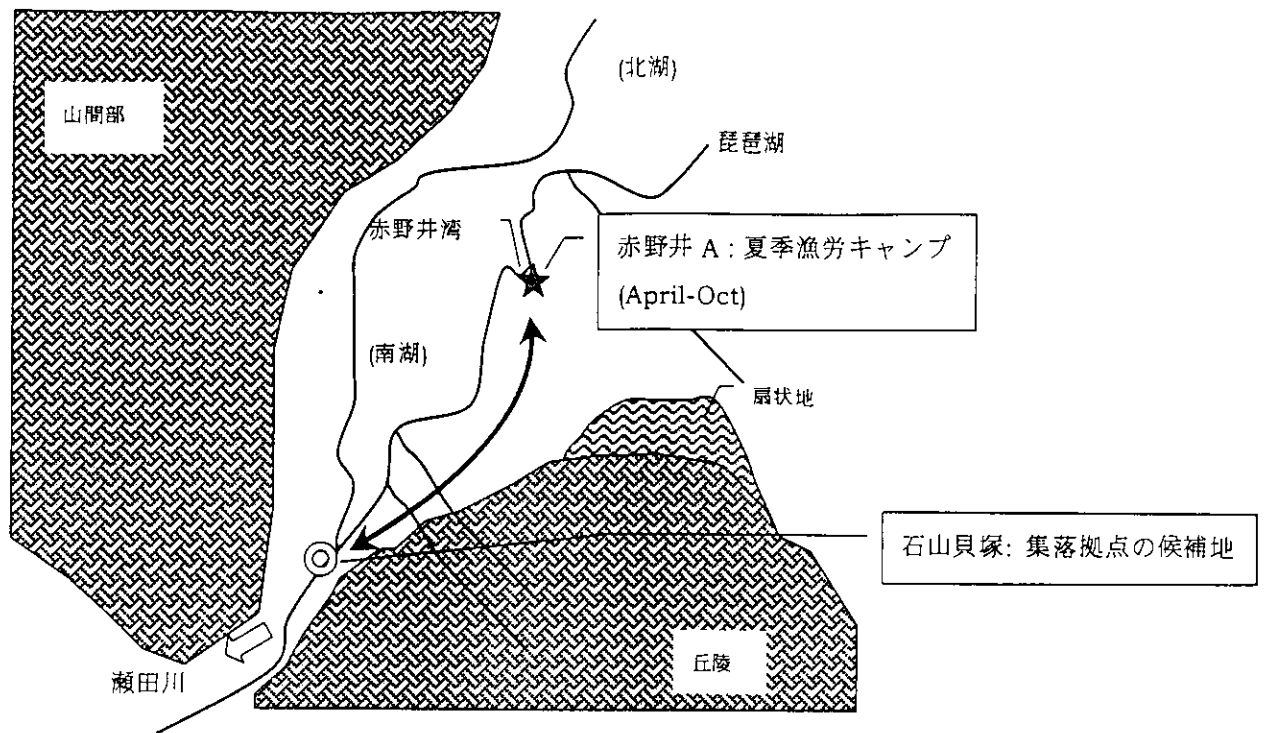 (北湖)
山間部
琵琶湖
赤野井湾
赤野井 A : 夏季漁労キャンプ
(April-Oct)
(南湖)
扇状地
石山貝塚: 集落拠点の候補地
丘陵
瀬田川